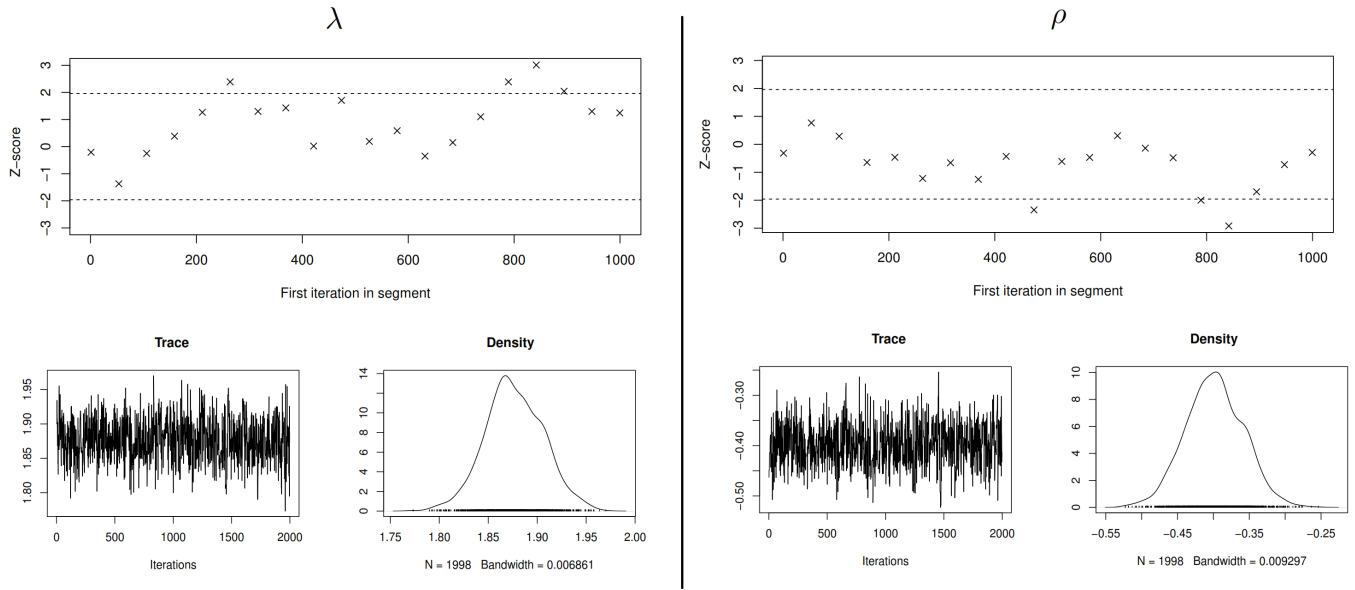 λ
Z−score
3
2
1
0
−1
−2
−3
0 200 400 600 800 1000
First iteration in segment
Trace
1.95
1.90
1.85
1.80
0 500 1000 1500 2000
Iterations
Density
14
12
10
8
6
4
2
0
1.75 1.80 1.85 1.90 1.95 2.00
N = 1998 Bandwidth = 0.006861
ρ
Z−score
3
2
1
0
−1
−2
−3
0 200 400 600 800 1000
First iteration in segment
Trace
−0.30
−0.40
−0.50
0 500 1000 1500 2000
Iterations
Density
10
8
6
4
2
0
−0.55 −0.45 −0.35 −0.25
N = 1998 Bandwidth = 0.009297